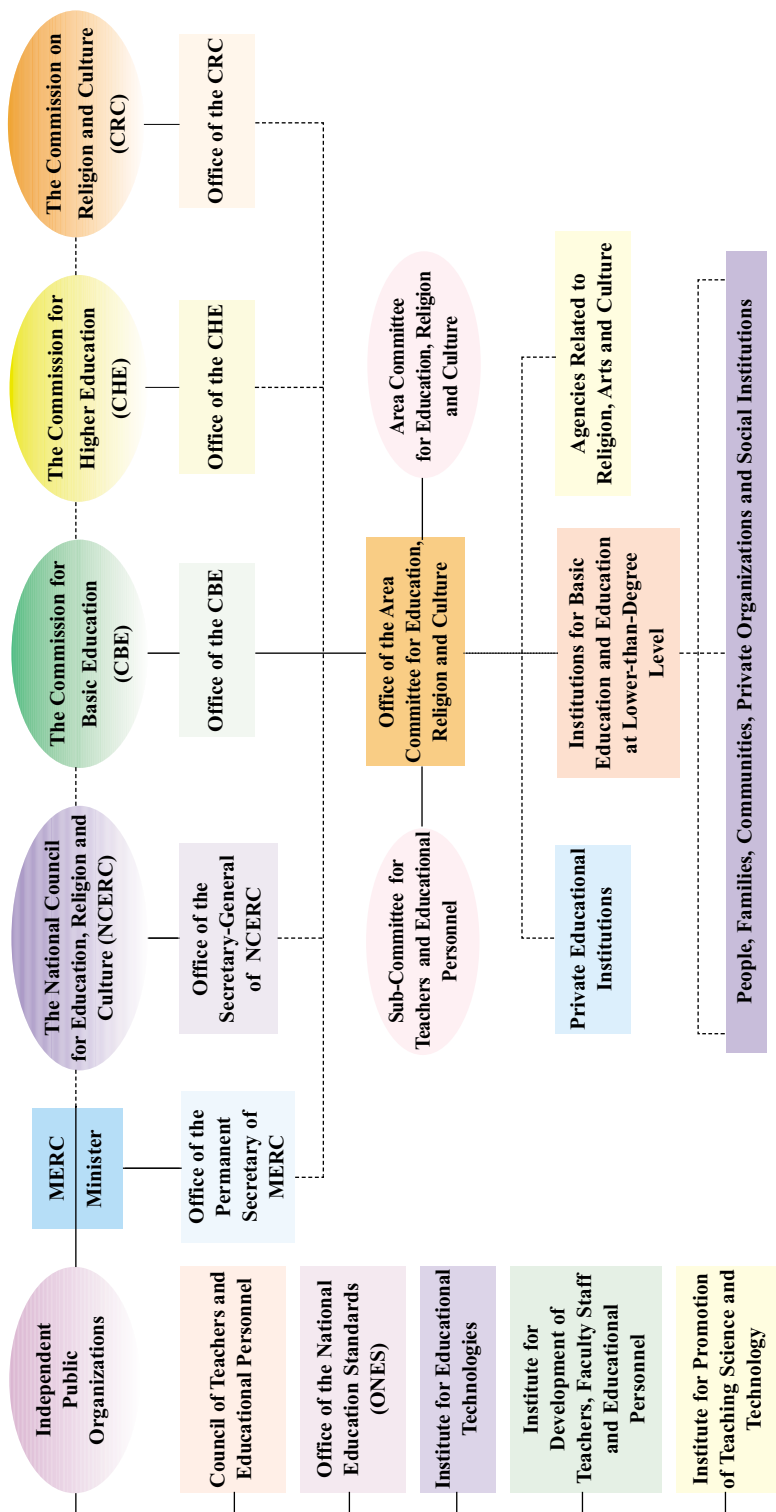 Independent
Public
Organizations
MERC
Minister
The National Council
for Education, Religion and
Culture (NCERC)
The Commission for
Basic Education
(CBE)
The Commission for
Higher Education
(CHE)
The Commission on
Religion and Culture
(CRC)
Council of Teachers and
Educational Personnel
Office of the
Permanent
Secretary of
MERC
Office of the
Secretary-General
of NCERC
Office of the CBE
Office of the CHE
Office of the CRC
Office of the National
Education Standards
(ONES)
Institute for Educational
Technologies
Institute for
Development of
Teachers, Faculty Staff
and Educational
Personnel
Institute for Promotion
of Teaching Science and
Technology
Sub-Committee for
Teachers and Educational
Personnel
Office of the Area
Committee for Education,
Religion and Culture
Area Committee
for Education, Religion
and Culture
Private Educational
Institutions
Institutions for Basic
Education and Education
at Lower-than-Degree
Level
Agencies Related to
Religion, Arts and Culture
People, Families, Communities, Private Organizations and Social Institutions